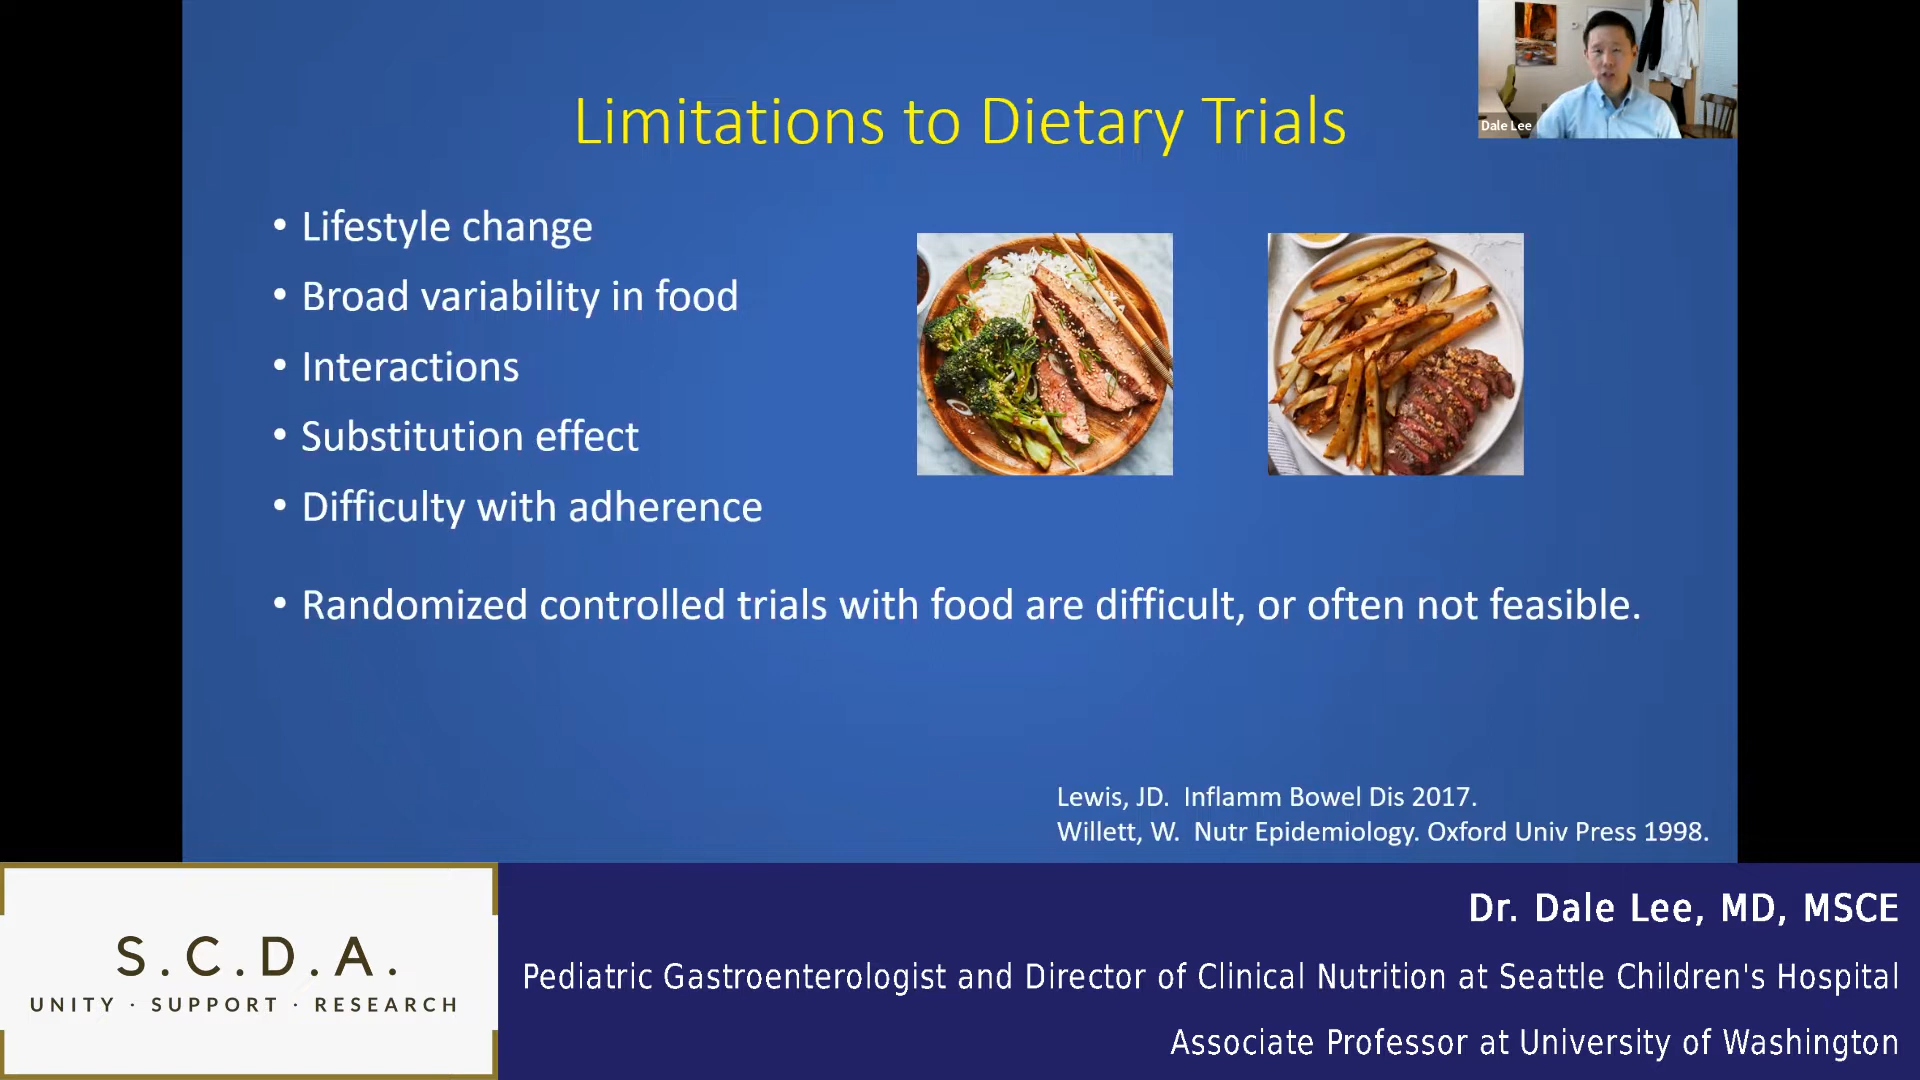 Limitations to Dietary Trials
Dale Lee
• Lifestyle change
• Broad variability in food
• Interactions
• Substitution effect
• Difficulty with adherence
• Randomized controlled trials with food are difficult, or often not feasible.
Lewis, JD. Inflamm Bowel Dis 2017.
Willett, W. Nutr Epidemiology. Oxford Univ Press 1998.
S.C.D.A.
UNITY · SUPPORT · RESEARCH
Dr. Dale Lee, MD, MSCE
Pediatric Gastroenterologist and Director of Clinical Nutrition at Seattle Children's Hospital
Associate Professor at University of Washington